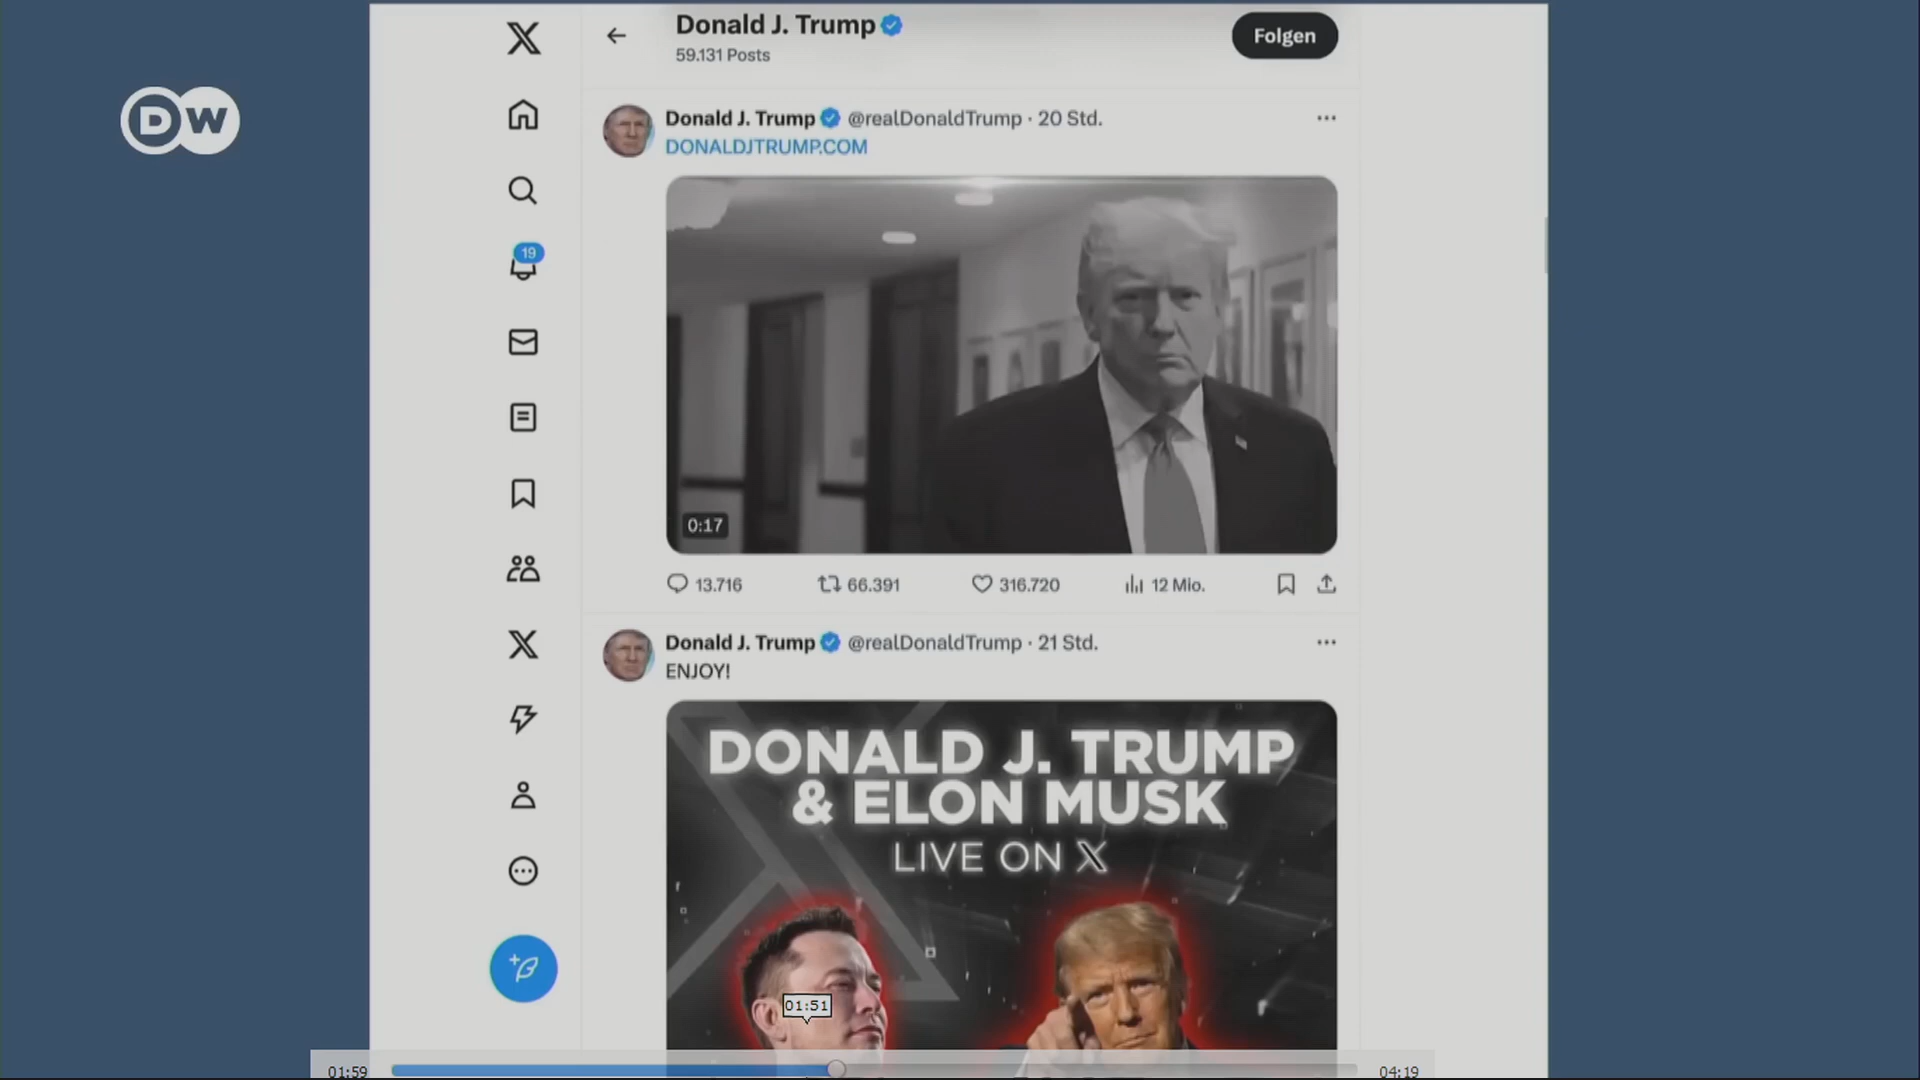 DW
Donald J. Trump
59.131 Posts
Folgen
Donald J. Trump @realDonaldTrump · 20 Std.
DONALDJTRUMP.COM
19
0:17
13.716 66.391 316.720 12 Mio.
Donald J. Trump @realDonaldTrump · 21 Std.
ENJOY!
DONALD J. TRUMP
& ELON MUSK
LIVE ON X
01:51
01:59 04:19